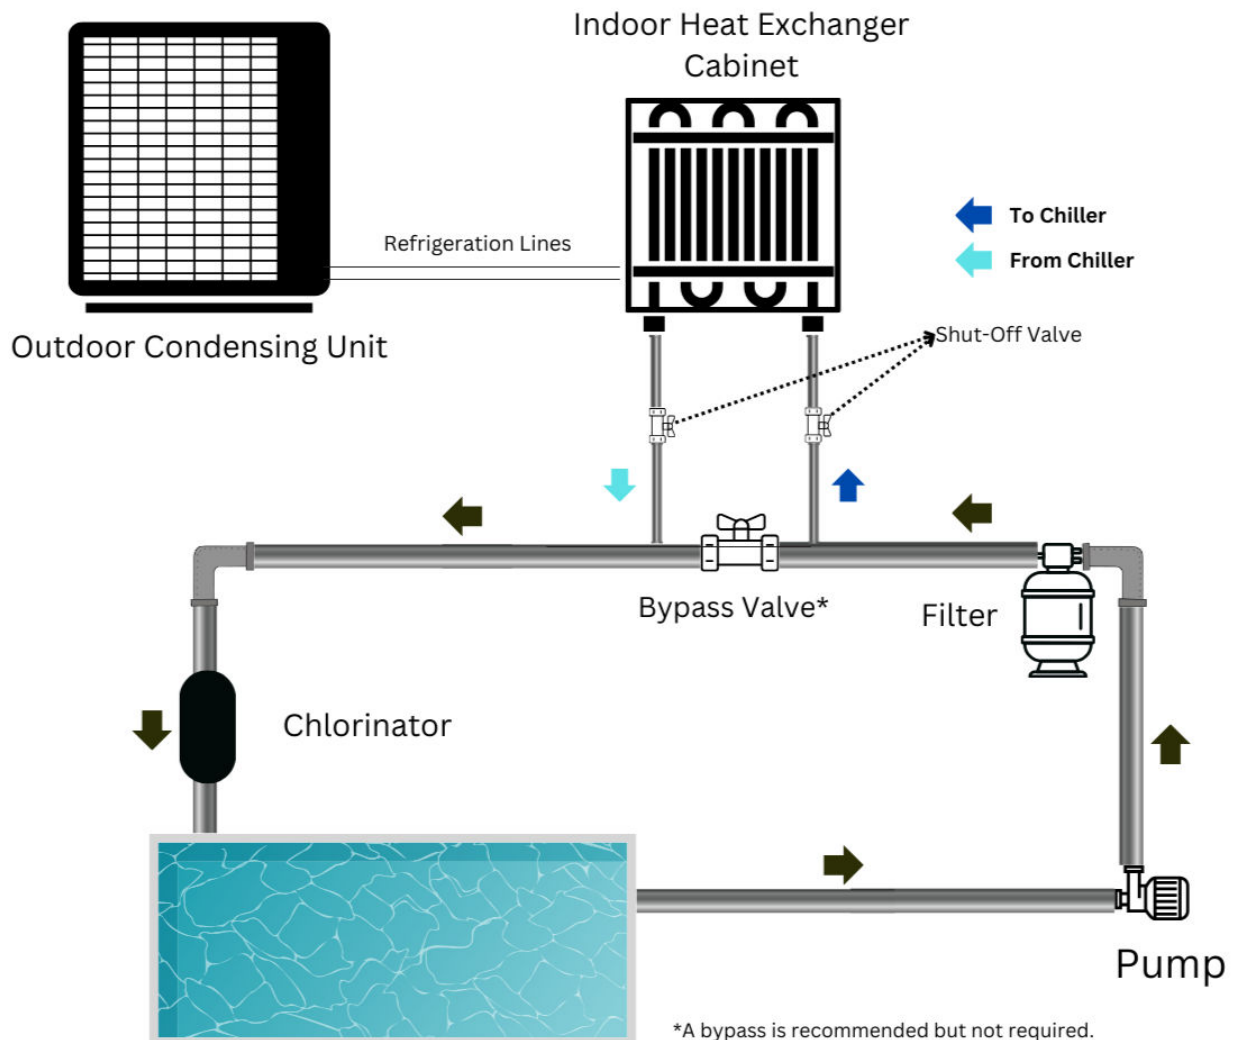 Indoor Heat Exchanger
Cabinet
To Chiller
Refrigeration Lines
From Chiller
Shut-Off Valve
Outdoor Condensing Unit
Bypass Valve*
Filter
Chlorinator
Pump
*A bypass is recommended but not required.